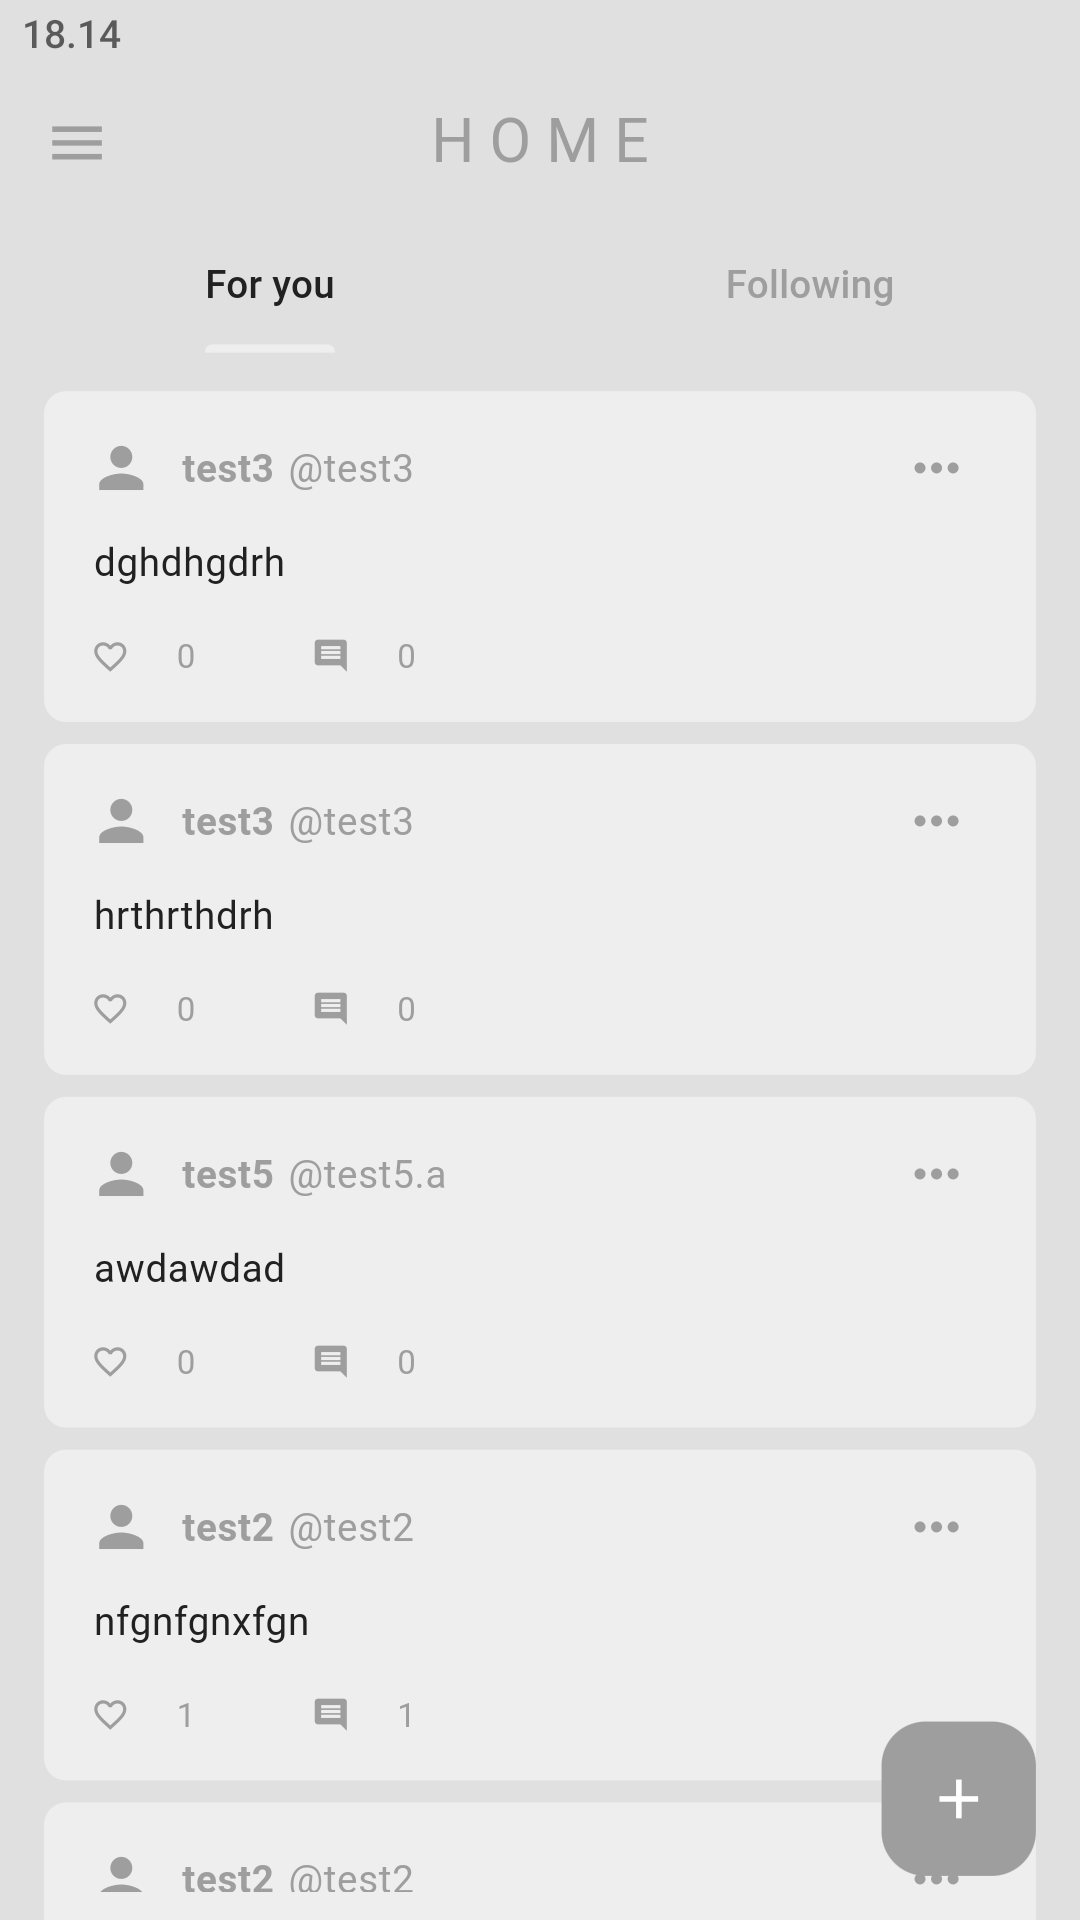 18.14
HOME
For you Following
test3 @test3
dghdhgdrh
0 0
test3 @test3
hrthrthdrh
0 0
test5 @test5.a
awdawdad
0 0
test2 @test2
nfgnfgnxfgn
1 1
test2 @test2